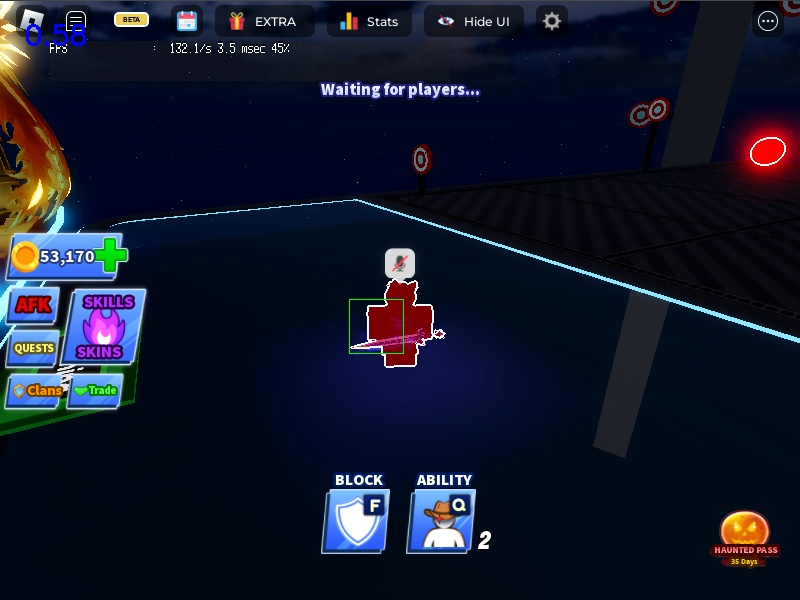 BETA
EXTRA
Stats
Hide UI
0.58
FPS : 132.1/s 3.5 msec 45%
Waiting for players...
53,170
AFK
SKILLS
SKINS
QUESTS
Clans
Trade
BLOCK
F
ABILITY
Q
2
HAUNTED PASS
35 Days